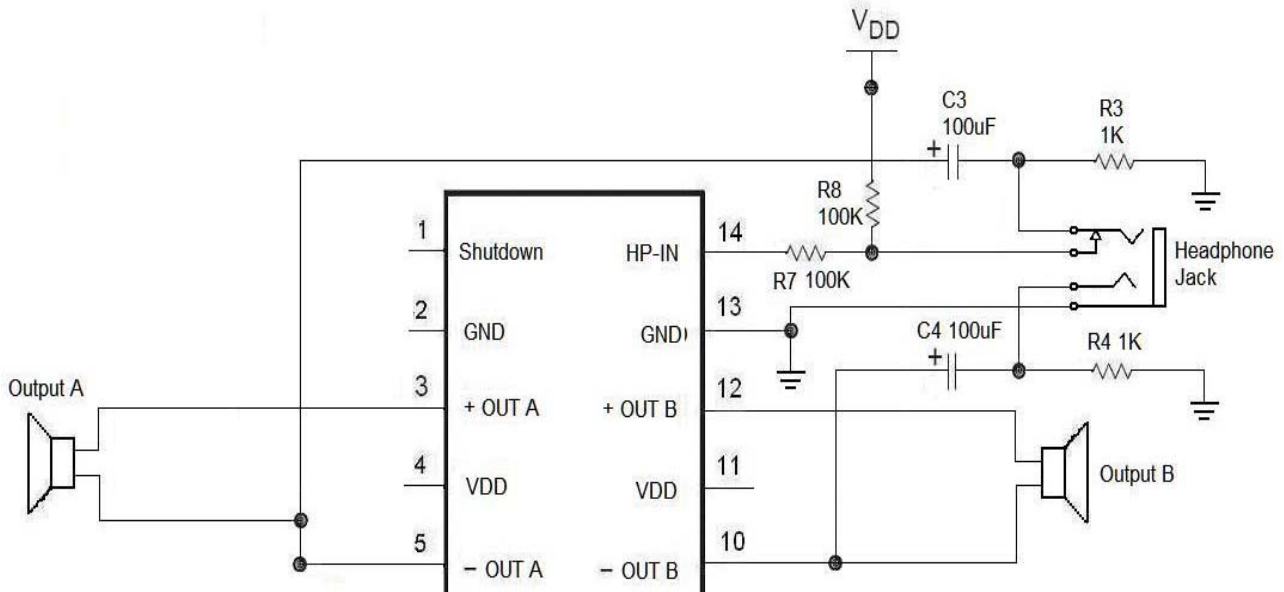 VDD
C3
100uF
R3
1K
+
R8
100K
1
Shutdown
HP-IN
14
R7 100K
Headphone
Jack
2
GND
GND)
13
C4 100uF
+
R4 1K
Output A
3
+ OUT A
+ OUT B
12
4
VDD
VDD
11
Output B
5
– OUT A
– OUT B
10